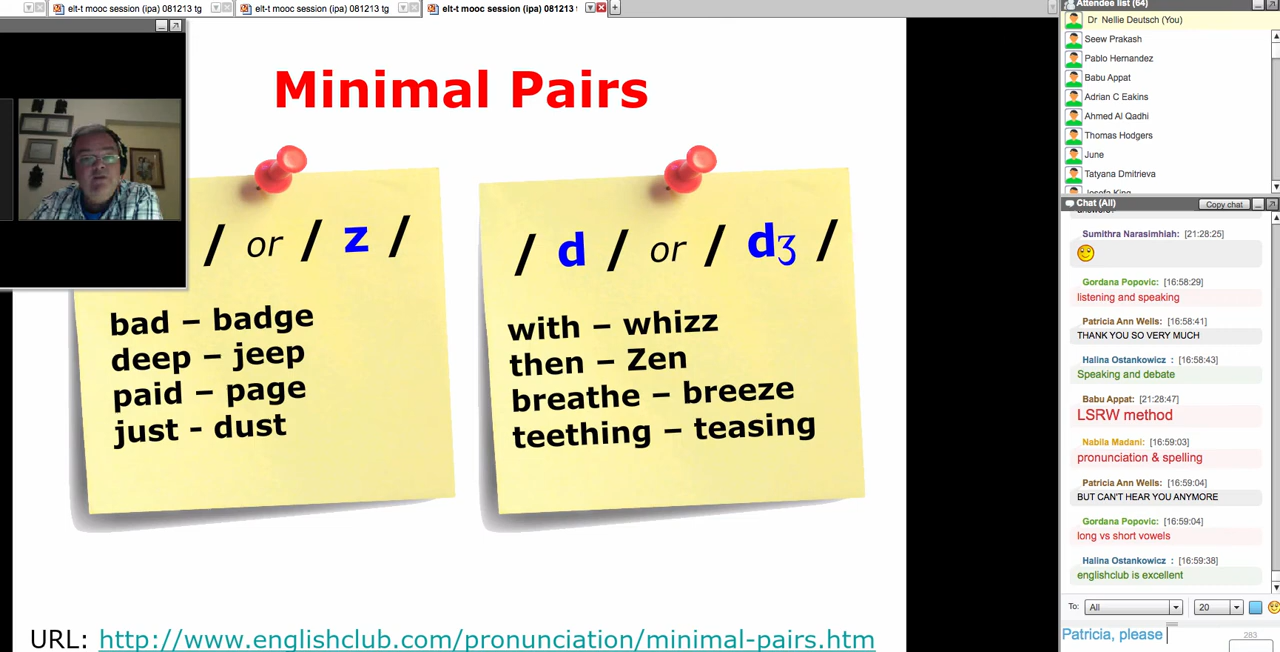 elt-t mooc session (ipa) 081213 tg
elt-t mooc session (ipa) 081213 tg
elt-t mooc session (ipa) 081213
Minimal Pairs
/ or / z /
bad – badge
deep – jeep
paid – page
just - dust
/ d / or / dʒ /
with – whizz
then – Zen
breathe – breeze
teething – teasing
URL: http://www.englishclub.com/pronunciation/minimal-pairs.htm
Attendee list (64)
Dr Nellie Deutsch (You)
Seew Prakash
Pablo Hernandez
Babu Appat
Adrian C Eakins
Ahmed Al Qadhi
Thomas Hodgers
June
Tatyana Dmitrieva
Josefa King
Chat (All)
Copy chat
answers?
Sumithra Narasimhiah: [21:28:25]
Gordana Popovic: [16:58:29]
listening and speaking
Patricia Ann Wells: [16:58:41]
THANK YOU SO VERY MUCH
Halina Ostankowicz : [16:58:43]
Speaking and debate
Babu Appat: [21:28:47]
LSRW method
Nabila Madani: [16:59:03]
pronunciation & spelling
Patricia Ann Wells: [16:59:04]
BUT CAN'T HEAR YOU ANYMORE
Gordana Popovic: [16:59:04]
long vs short vowels
Halina Ostankowicz : [16:59:38]
englishclub is excellent
To: All 20
Patricia, please
283